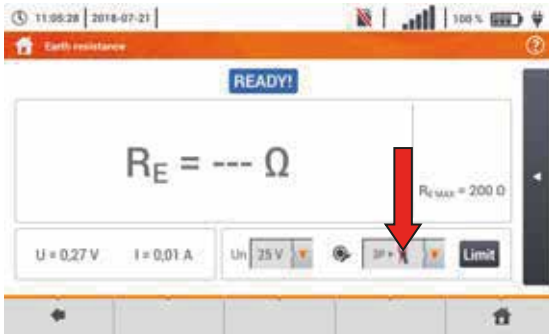 11:05:28 2018-07-21 100 %
Earth resistance
READY!
RE = --- Ω
RE MAX = 200 Ω
U = 0,27 V I = 0,01 A Un 25 V 3P + Limit